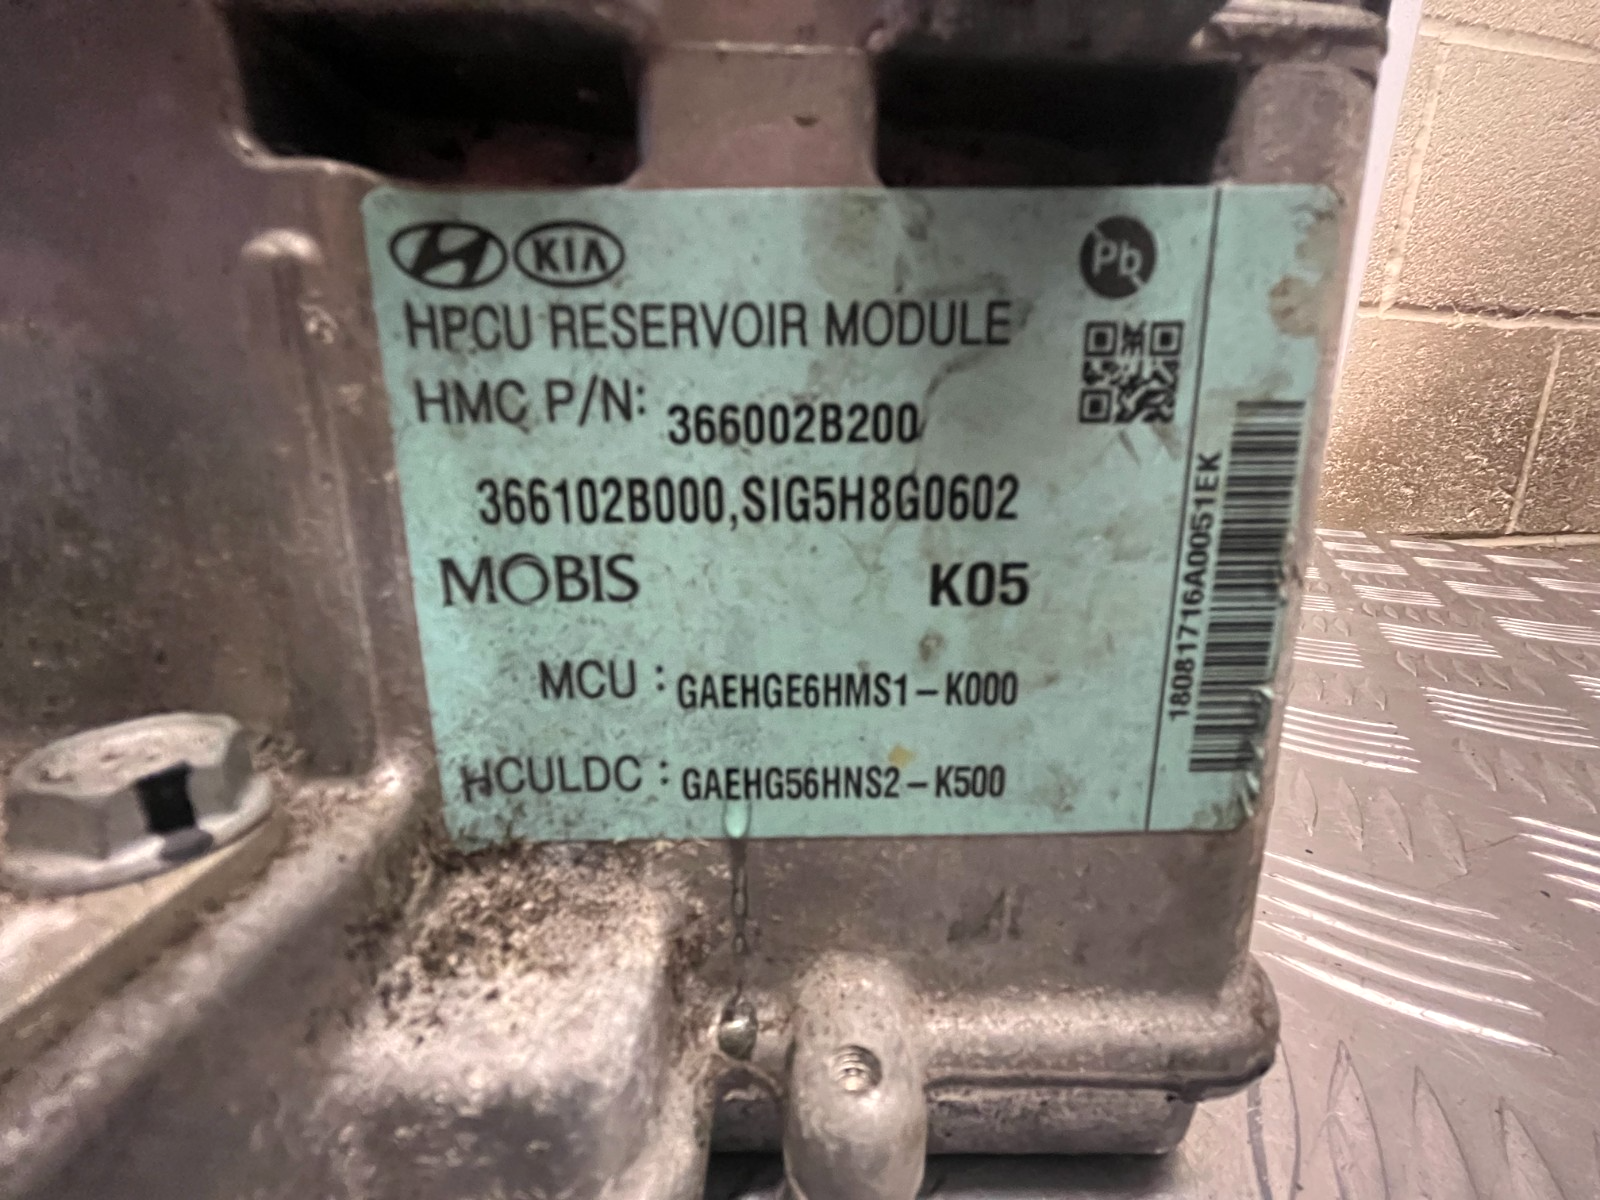 KIA
Pb
HPCU RESERVOIR MODULE
HMC P/N: 366002B200
366102B000,SIG5H8G0602
MOBIS K05
MCU : GAEHGE6HMS1-K000
HCULDC : GAEHG56HNS2-K500
18081716A0051EK